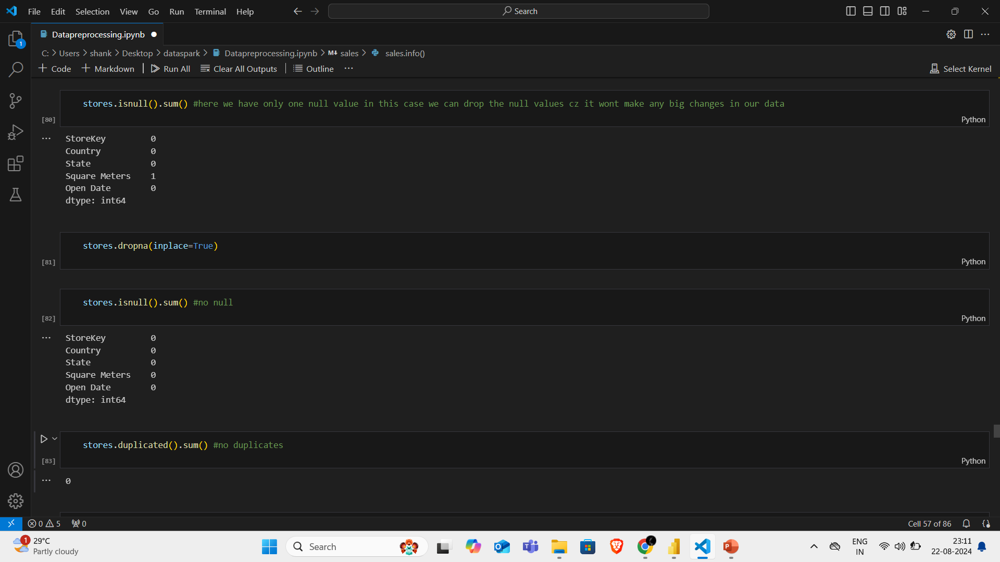 File Edit Selection View Go Run Terminal Help
Search
Datapreprocessing.ipynb
C: > Users > shank > Desktop > dataspark > Datapreprocessing.ipynb > M↓ sales > sales.info()
+ Code + Markdown | Run All Clear All Outputs | Outline ...
Select Kernel
stores.isnull().sum() #here we have only one null value in this case we can drop the null values cz it wont make any big changes in our data
[80]
Python
... StoreKey 0
Country 0
State 0
Square Meters 1
Open Date 0
dtype: int64
stores.dropna(inplace=True)
[81]
Python
stores.isnull().sum() #no null
[82]
Python
... StoreKey 0
Country 0
State 0
Square Meters 0
Open Date 0
dtype: int64
stores.duplicated().sum() #no duplicates
[83]
Python
... 0
1
0 5 0
Cell 57 of 86
1
29°C
Partly cloudy
Search
ENG
IN
23:11
22-08-2024